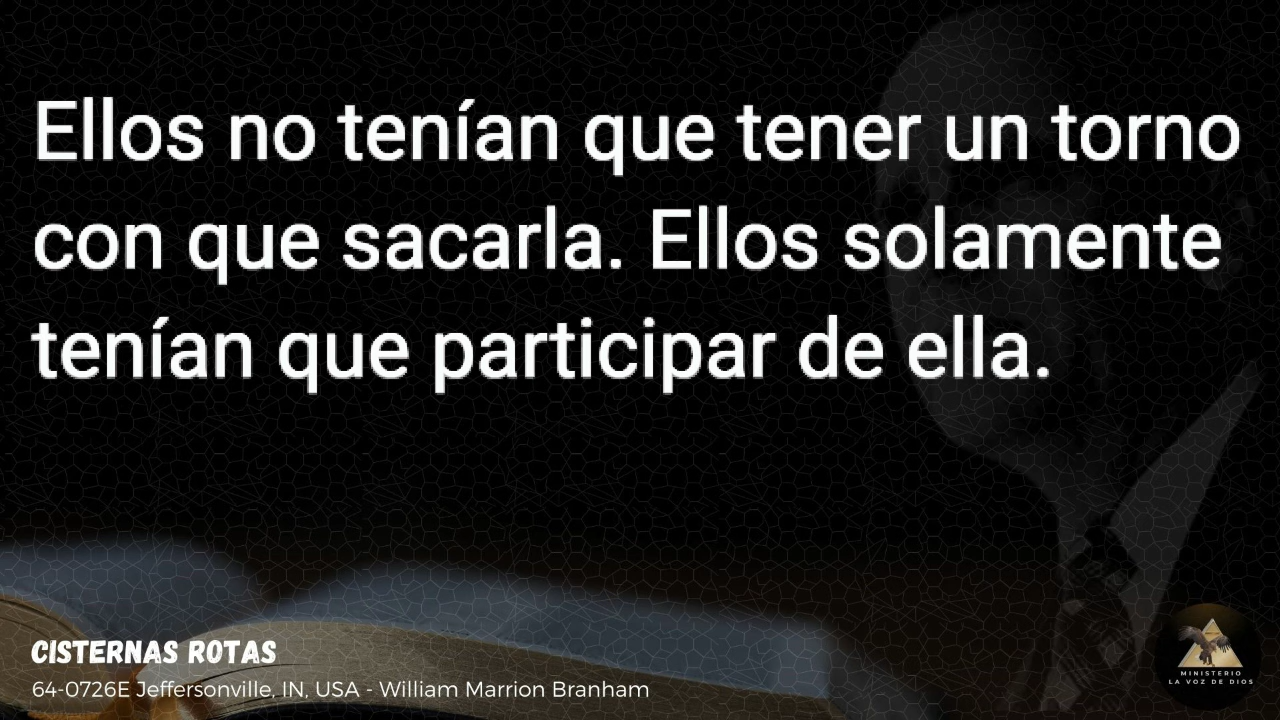 Ellos no tenían que tener un torno
con que sacarla. Ellos solamente
tenían que participar de ella.
CISTERNAS ROTAS
64-0726E Jeffersonville, IN, USA - William Marrion Branham
MINISTERIO
LA VOZ DE DIOS